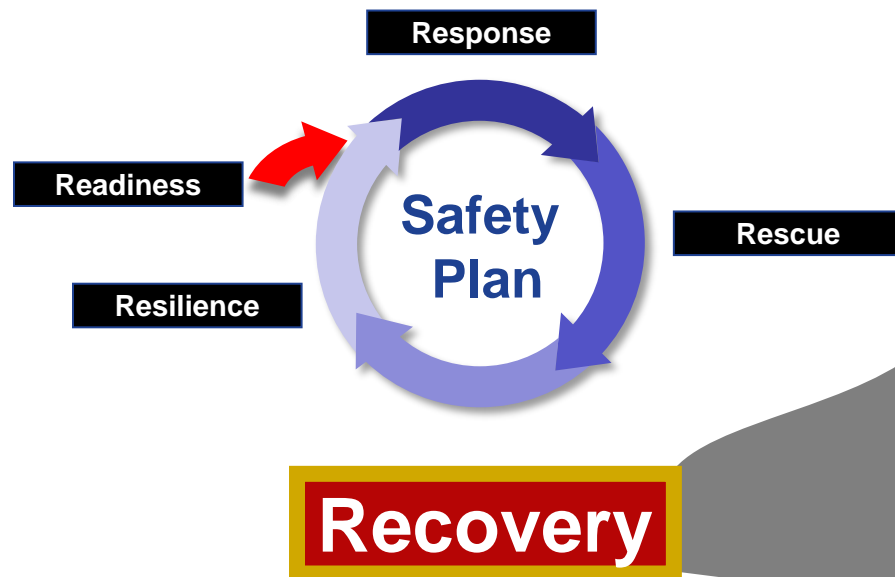 Response
Readiness
Safety
Plan
Rescue
Resilience
Recovery